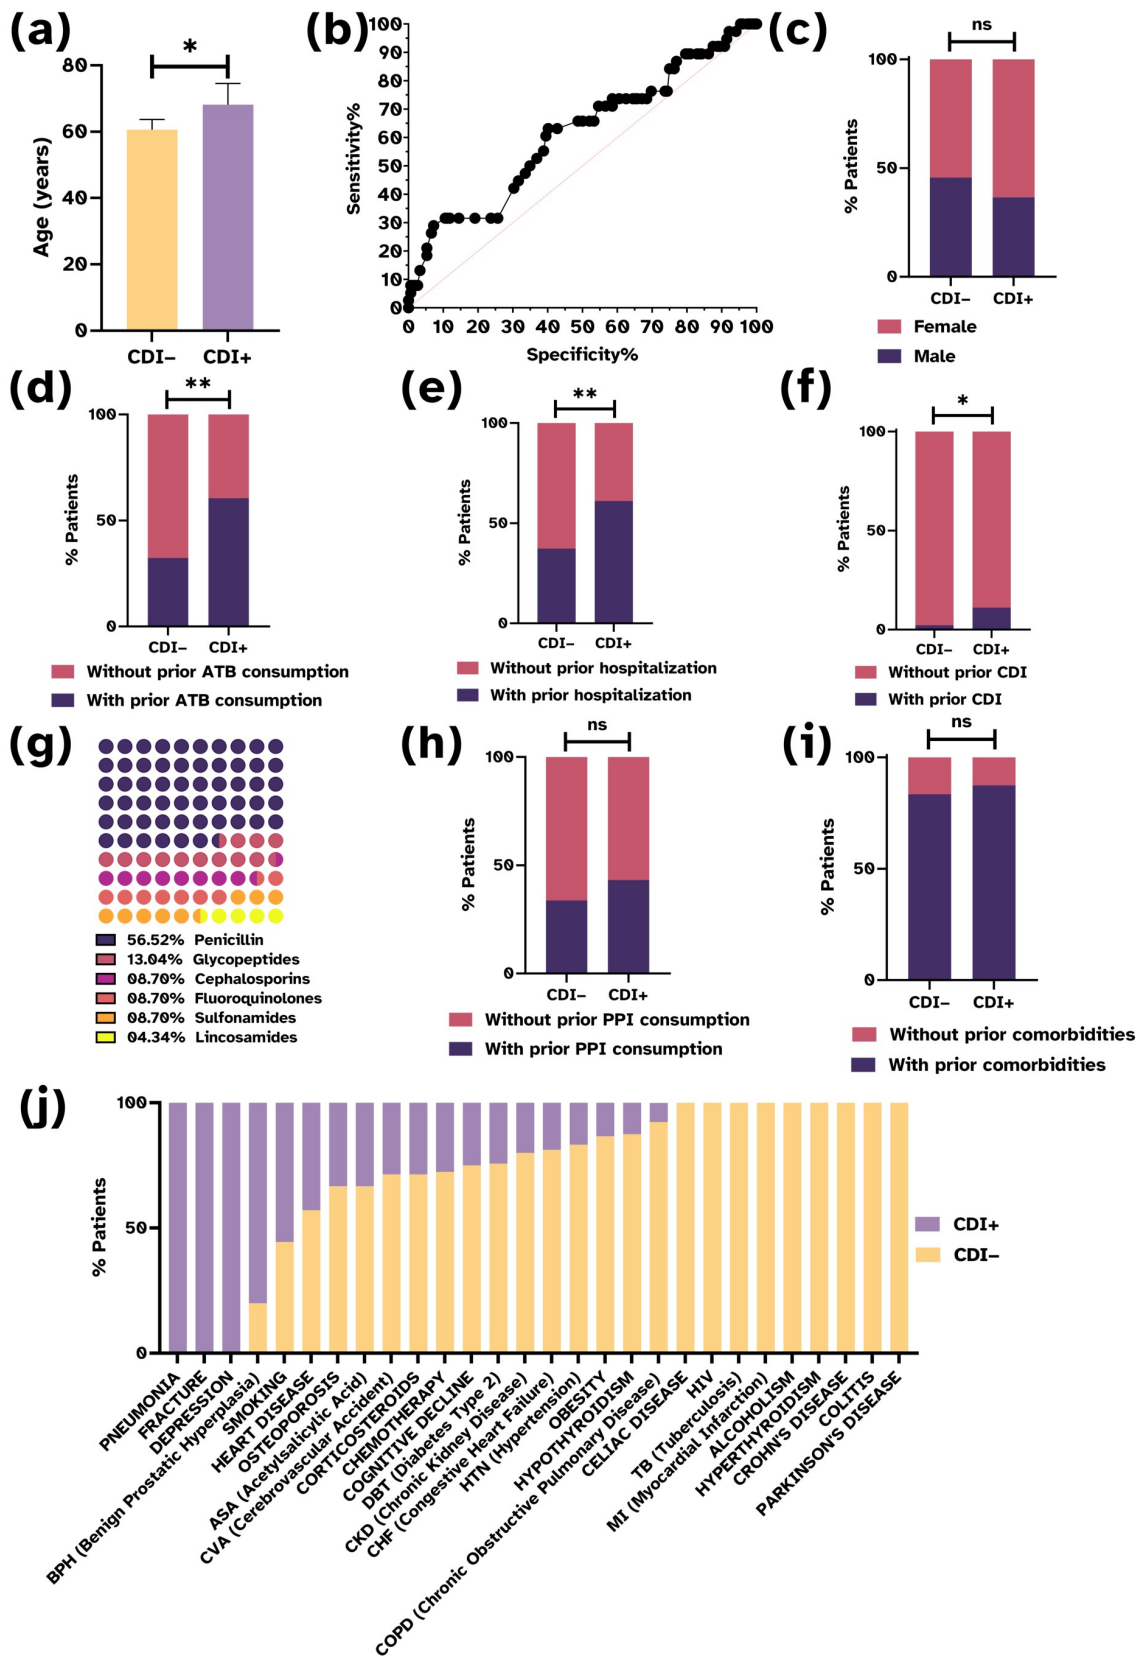 (a)
*
80
60
40
20
0
Age (years)
CDI–
CDI+
(b)
100
90
80
70
60
50
40
30
20
10
0
Sensitivity%
0 10 20 30 40 50 60 70 80 90 100
Specificity%
(c)
ns
100
50
0
% Patients
CDI–
CDI+
Female
Male
(d)
**
100
50
0
% Patients
CDI–
CDI+
Without prior ATB consumption
With prior ATB consumption
(e)
**
100
50
0
% Patients
CDI–
CDI+
Without prior hospitalization
With prior hospitalization
(f)
*
100
50
0
% Patients
CDI–
CDI+
Without prior CDI
With prior CDI
(g)
56.52% Penicillin
13.04% Glycopeptides
08.70% Cephalosporins
08.70% Fluoroquinolones
08.70% Sulfonamides
04.34% Lincosamides
(h)
ns
100
50
0
% Patients
CDI–
CDI+
Without prior PPI consumption
With prior PPI consumption
(i)
ns
100
50
0
% Patients
CDI–
CDI+
Without prior comorbidities
With prior comorbidities
(j)
100
50
0
% Patients
CDI+
CDI–
PNEUMONIA
FRACTURE
DEPRESSION
BPH (Benign Prostatic Hyperplasia)
SMOKING
HEART DISEASE
OSTEOPOROSIS
ASA (Acetylsalicylic Acid)
CVA (Cerebrovascular Accident)
CORTICOSTEROIDS
CHEMOTHERAPY
COGNITIVE DECLINE
DBT (Diabetes Type 2)
CKD (Chronic Kidney Disease)
CHF (Congestive Heart Failure)
HTN (Hypertension)
OBESITY
HYPOTHYROIDISM
COPD (Chronic Obstructive Pulmonary Disease)
CELIAC DISEASE
HIV
TB (Tuberculosis)
MI (Myocardial Infarction)
ALCOHOLISM
HYPERTHYROIDISM
CROHN'S DISEASE
COLITIS
PARKINSON'S DISEASE